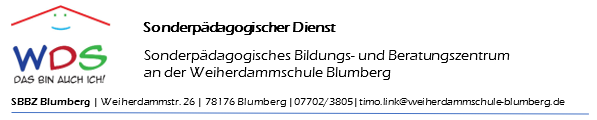 WDS
DAS BIN AUCH ICH!
Sonderpädagogischer Dienst
Sonderpädagogisches Bildungs- und Beratungszentrum
an der Weiherdammschule Blumberg
SBBZ Blumberg | Weiherdammstr. 26 | 78176 Blumberg | 07702/3805 | timo.link@weiherdammschule-blumberg.de